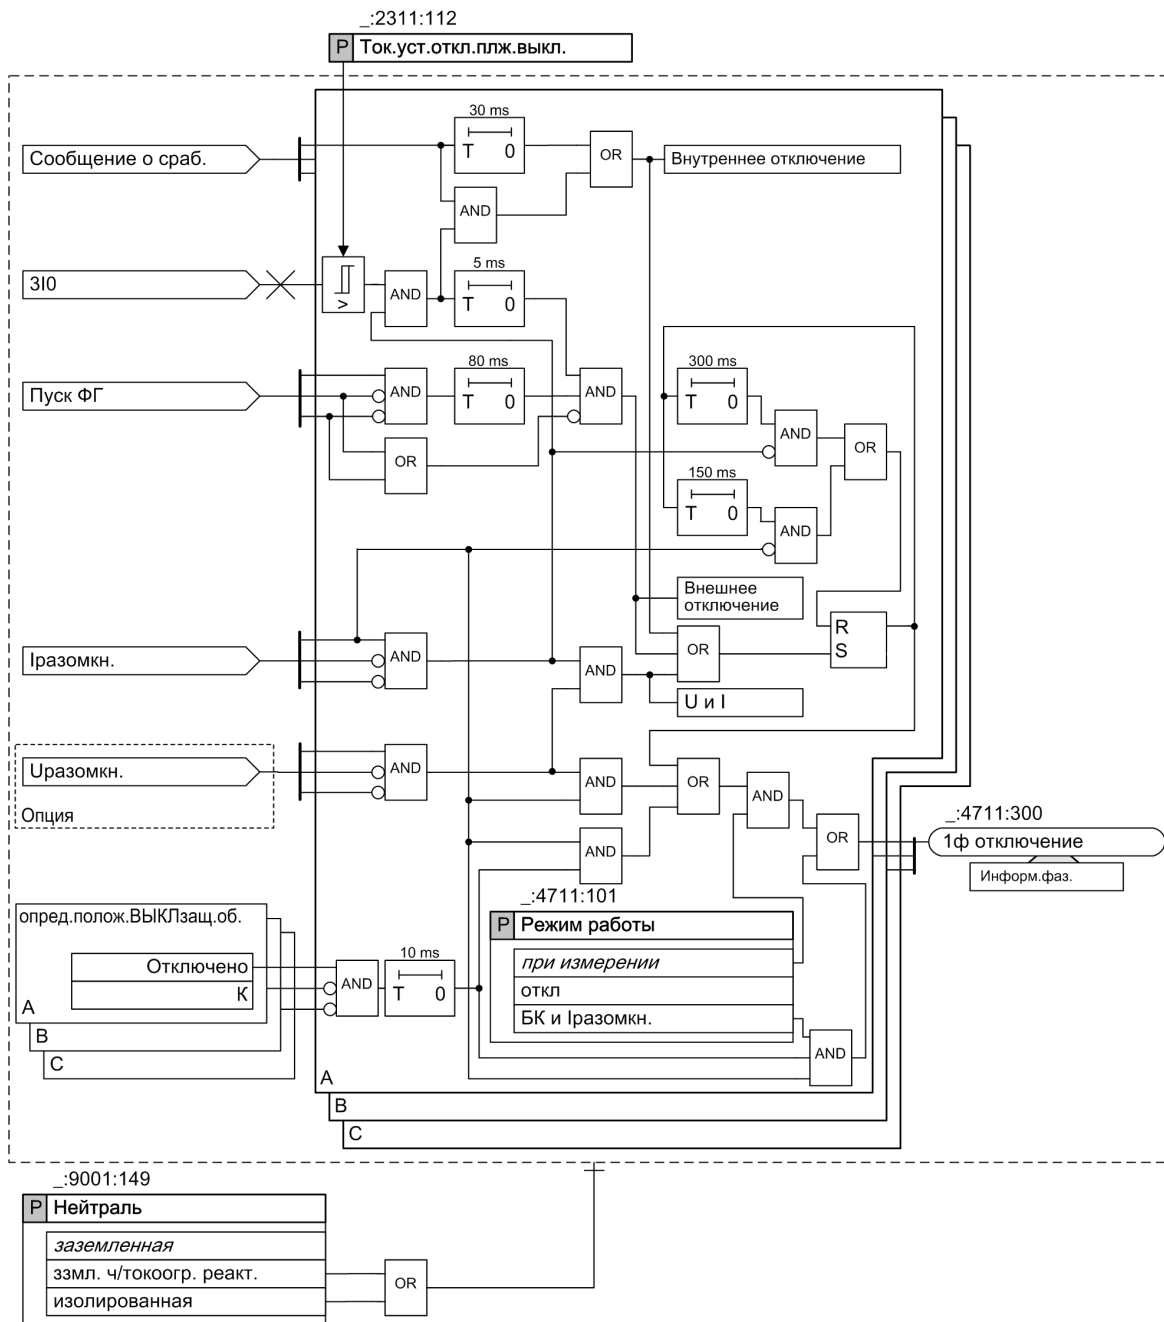 _:2311:112
P Ток.уст.откл.плж.выкл.
30 ms
T 0
OR
Сообщение о сраб.
Внутреннее отключение
AND
3I0
>
AND
5 ms
T 0
Пуск ФГ
AND
80 ms
T 0
AND
300 ms
T 0
AND
OR
OR
150 ms
T 0
AND
Внешнее
отключение
R
S
Iразомкн.
AND
AND
OR
U и I
Uразомкн.
Опция
AND
AND
OR
AND
_:4711:300
OR
1ф отключение
Информ.фаз.
AND
_:4711:101
P Режим работы
при измерении
откл
БК и Iразомкн.
опред.полож.ВЫКЛзащ.об.
Отключено
К
A
B
C
AND
10 ms
T 0
AND
A
B
C
_:9001:149
P Нейтраль
заземленная
ззмл. ч/токоогр. реакт.
изолированная
OR